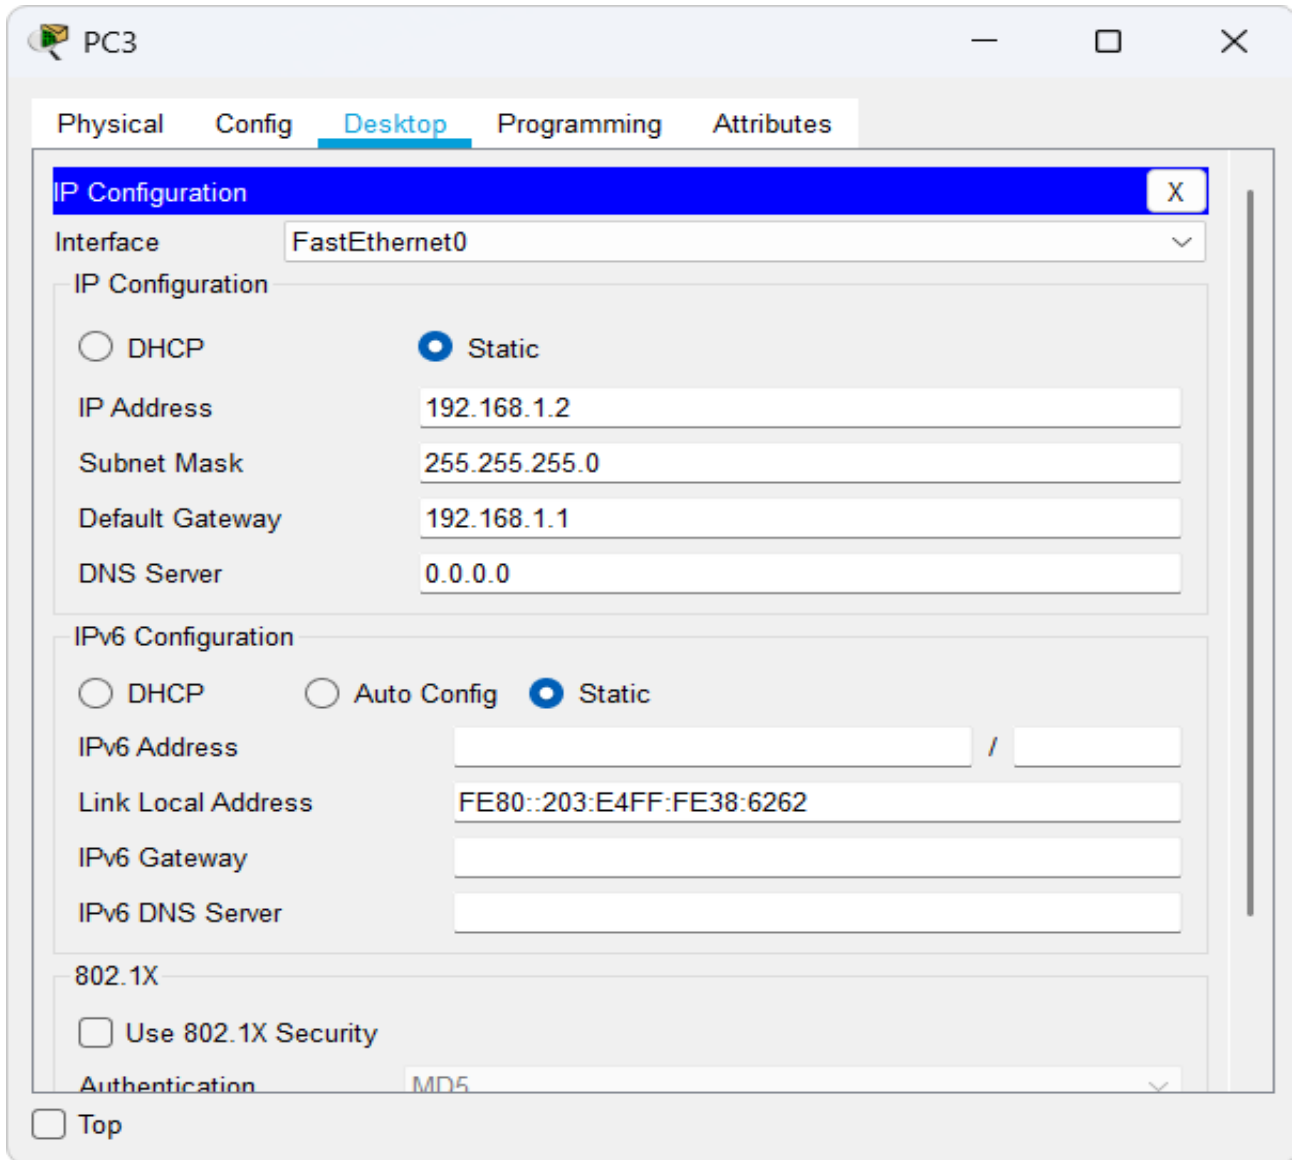 PC3
Physical Config Desktop Programming Attributes
IP Configuration X
Interface FastEthernet0
IP Configuration
DHCP Static
IP Address 192.168.1.2
Subnet Mask 255.255.255.0
Default Gateway 192.168.1.1
DNS Server 0.0.0.0
IPv6 Configuration
DHCP Auto Config Static
IPv6 Address /
Link Local Address FE80::203:E4FF:FE38:6262
IPv6 Gateway
IPv6 DNS Server
802.1X
Use 802.1X Security
Authentication MD5
Top